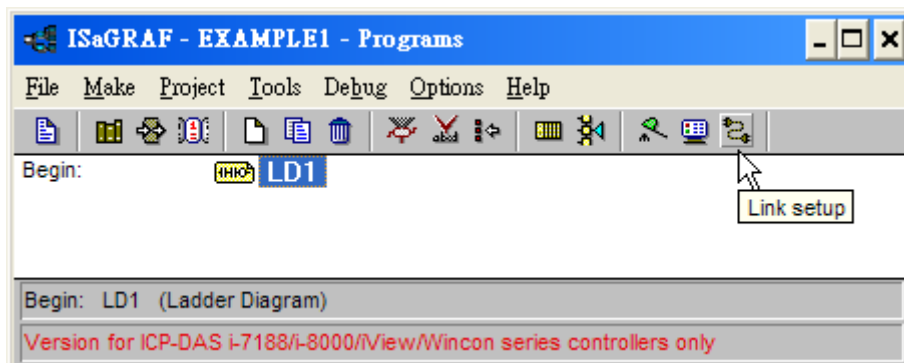 ISaGRAF - EXAMPLE1 - Programs
File Make Project Tools Debug Options Help
Begin: LD1
Link setup
Begin: LD1 (Ladder Diagram)
Version for ICP-DAS i-7188/i-8000/iView/Wincon series controllers only